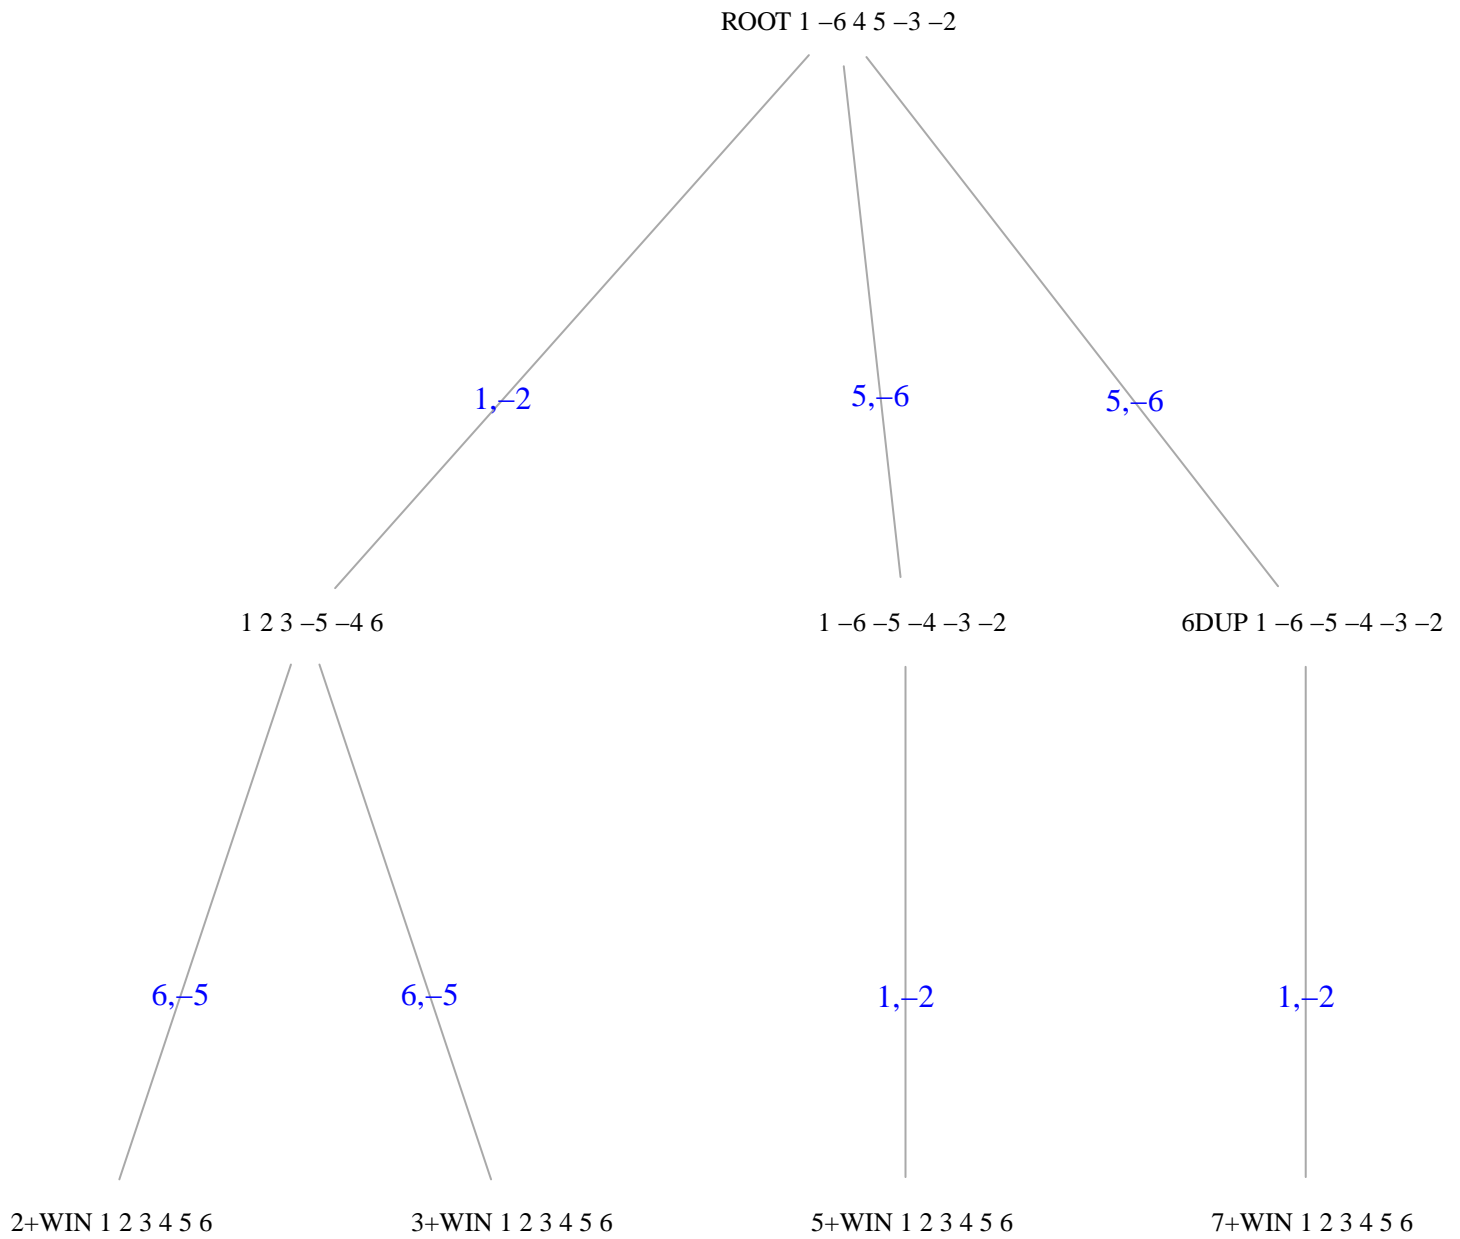 ROOT 1 –6 4 5 –3 –2
1,–2
5,–6
5,–6
1 2 3 –5 –4 6
1 –6 –5 –4 –3 –2
6DUP 1 –6 –5 –4 –3 –2
6,–5
6,–5
1,–2
1,–2
2+WIN 1 2 3 4 5 6
3+WIN 1 2 3 4 5 6
5+WIN 1 2 3 4 5 6
7+WIN 1 2 3 4 5 6